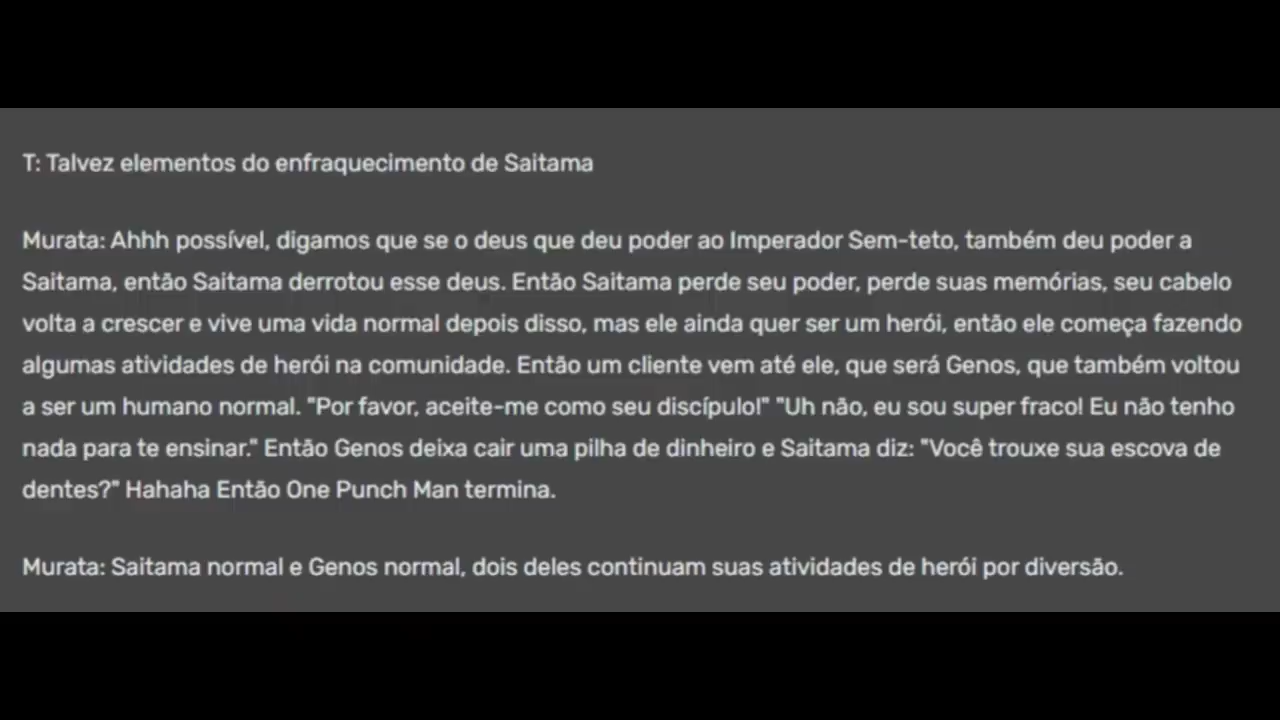 T: Talvez elementos do enfraquecimento de Saitama
Murata: Ahhh possível, digamos que se o deus que deu poder ao Imperador Sem-teto, também deu poder a
Saitama, então Saitama derrotou esse deus. Então Saitama perde seu poder, perde suas memórias, seu cabelo
volta a crescer e vive uma vida normal depois disso, mas ele ainda quer ser um herói, então ele começa fazendo
algumas atividades de herói na comunidade. Então um cliente vem até ele, que será Genos, que também voltou
a ser um humano normal. "Por favor, aceite-me como seu discípulo!" "Uh não, eu sou super fraco! Eu não tenho
nada para te ensinar." Então Genos deixa cair uma pilha de dinheiro e Saitama diz: "Você trouxe sua escova de
dentes?" Hahaha Então One Punch Man termina.
Murata: Saitama normal e Genos normal, dois deles continuam suas atividades de herói por diversão.